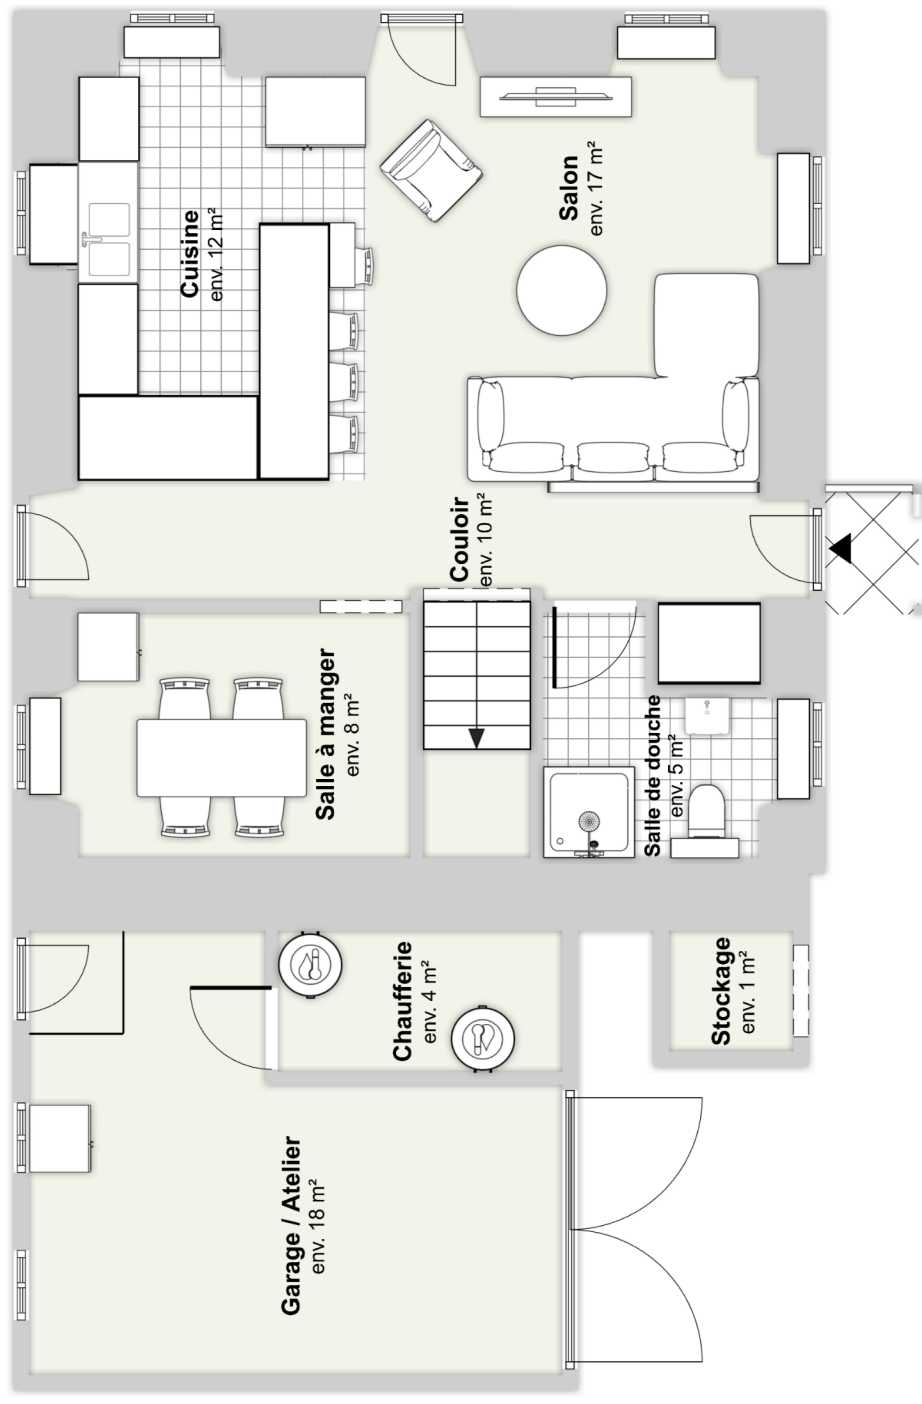 Cuisine
env. 12 m²
Salon
env. 17 m²
Couloir
env. 10 m²
Salle à manger
env. 8 m²
Salle de douche
env. 5 m²
Chaufferie
env. 4 m²
Stockage
env. 1 m²
Garage / Atelier
env. 18 m²